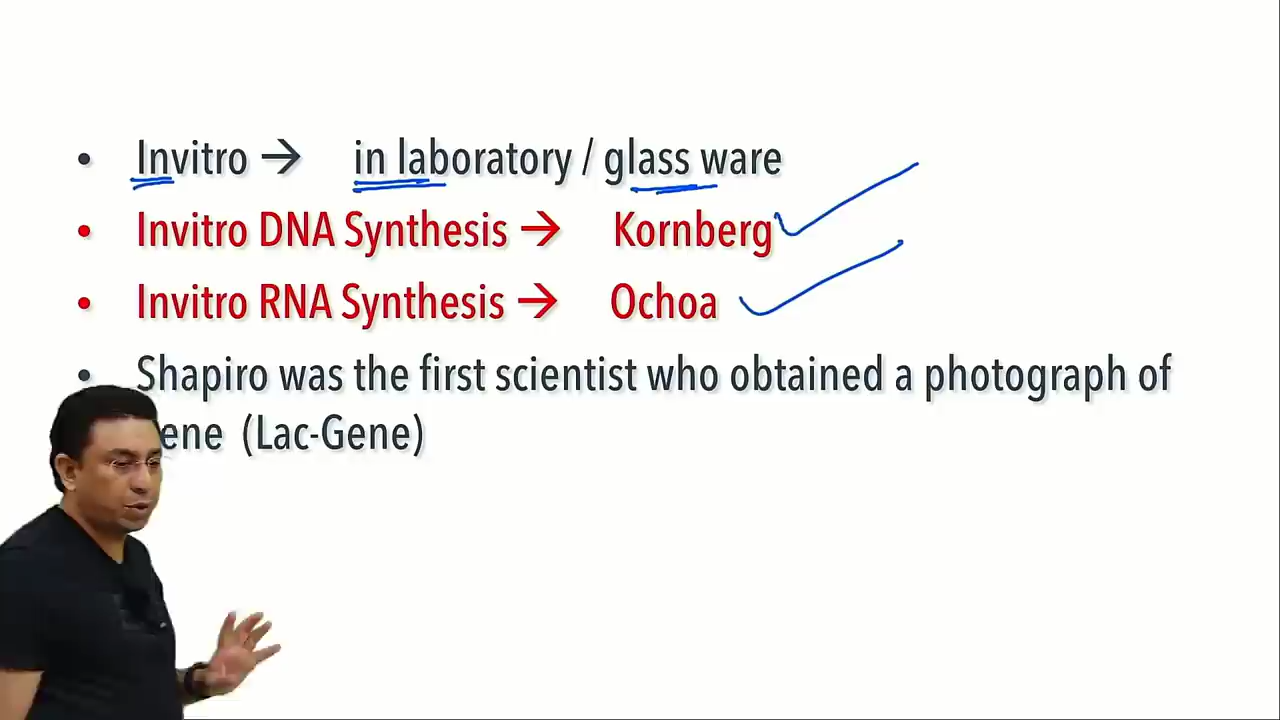 • Invitro → in laboratory / glass ware
• Invitro DNA Synthesis → Kornberg
• Invitro RNA Synthesis → Ochoa
• Shapiro was the first scientist who obtained a photograph of
ene (Lac-Gene)